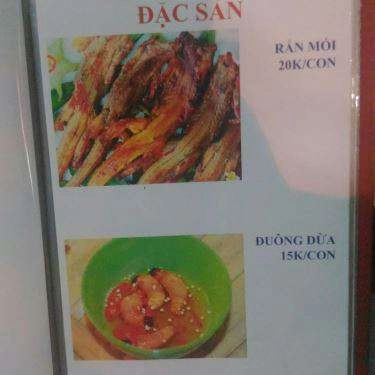 ĐẶC SẢN
RẮN MỐI
20K/CON
ĐUÔNG DỪA
15K/CON